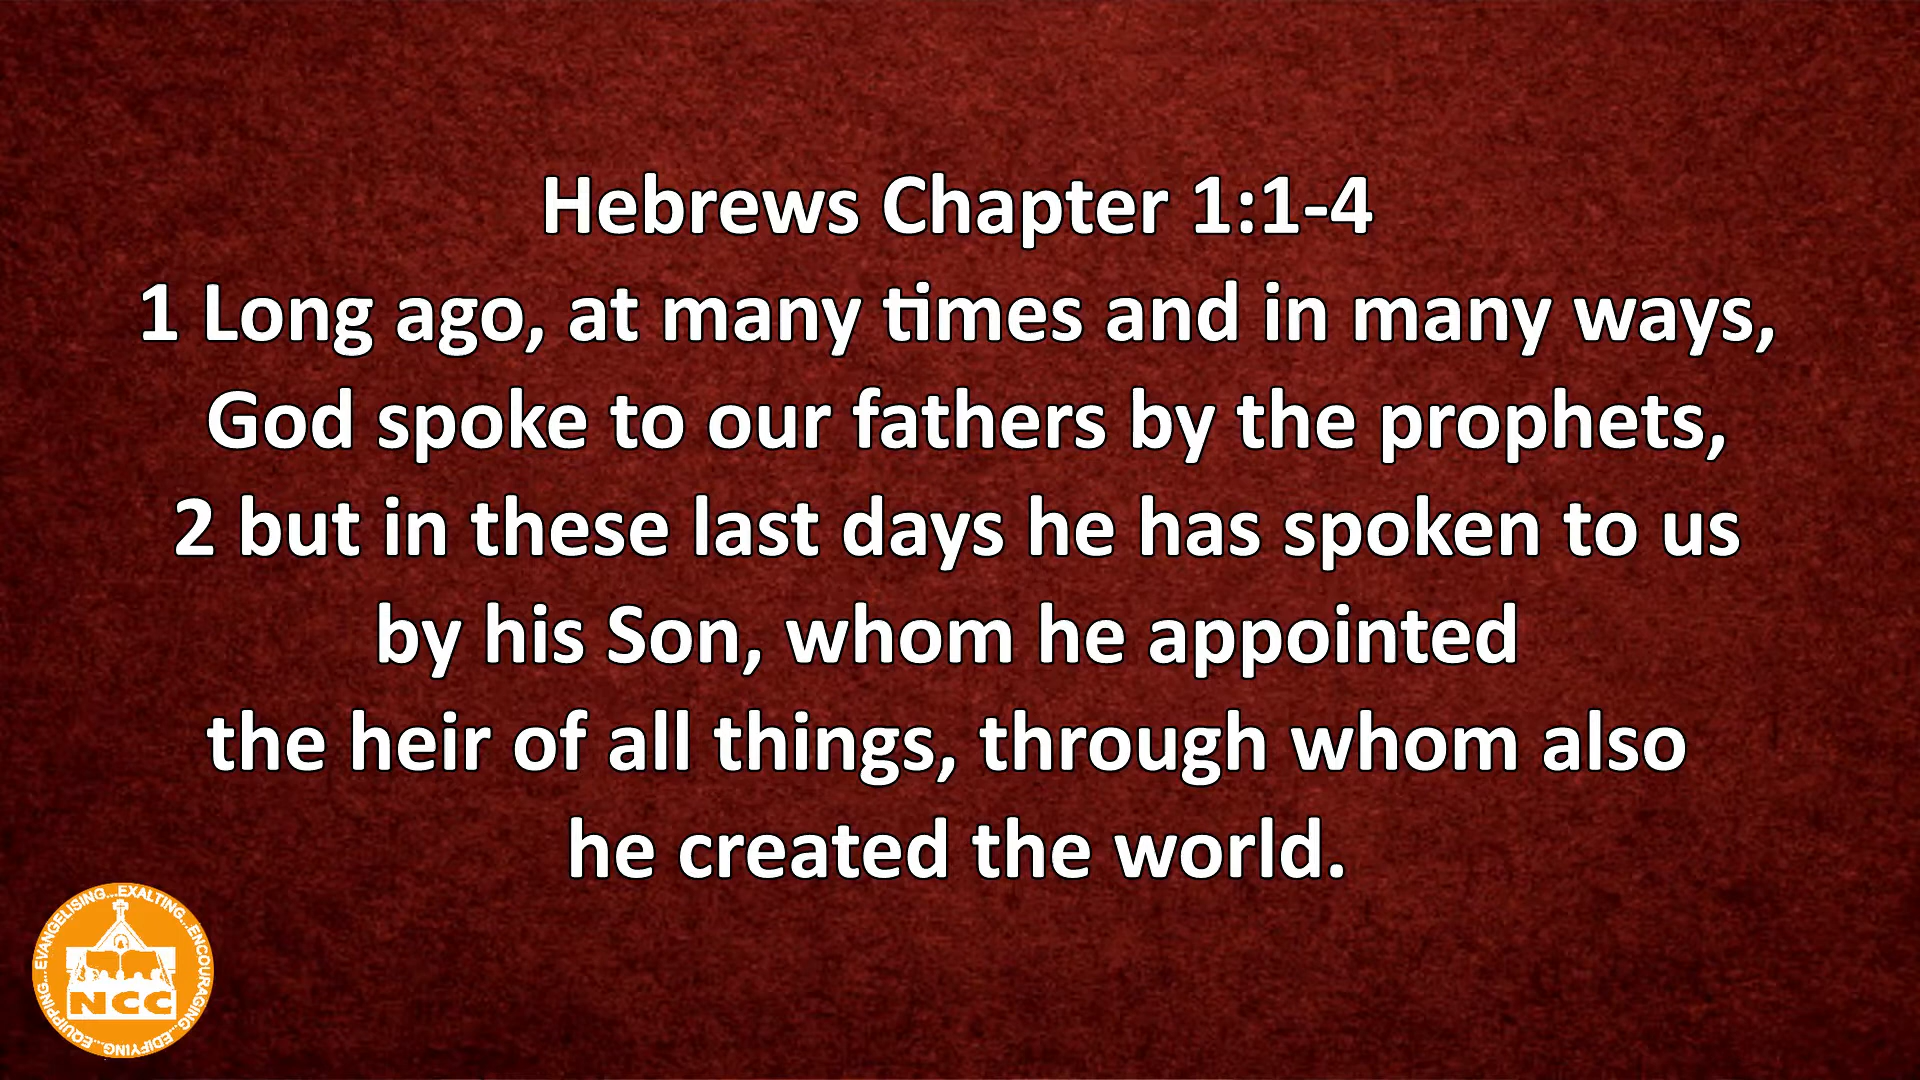 Hebrews Chapter 1:1-4
1 Long ago, at many times and in many ways,
God spoke to our fathers by the prophets,
2 but in these last days he has spoken to us
by his Son, whom he appointed
the heir of all things, through whom also
he created the world.
EVANGELISING...EXALTING...ENCOURAGING...EDIFYING...EQUIPPING...
NCC